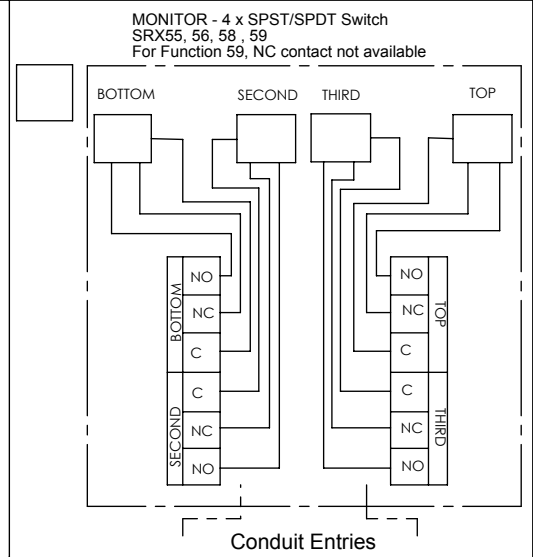 MONITOR - 4 x SPST/SPDT Switch
SRX55, 56, 58 , 59
For Function 59, NC contact not available
BOTTOM
SECOND
THIRD
TOP
BOTTOM
NO
NC
C
SECOND
C
NC
NO
NO
NC
C
TOP
C
NC
NO
THIRD
Conduit Entries